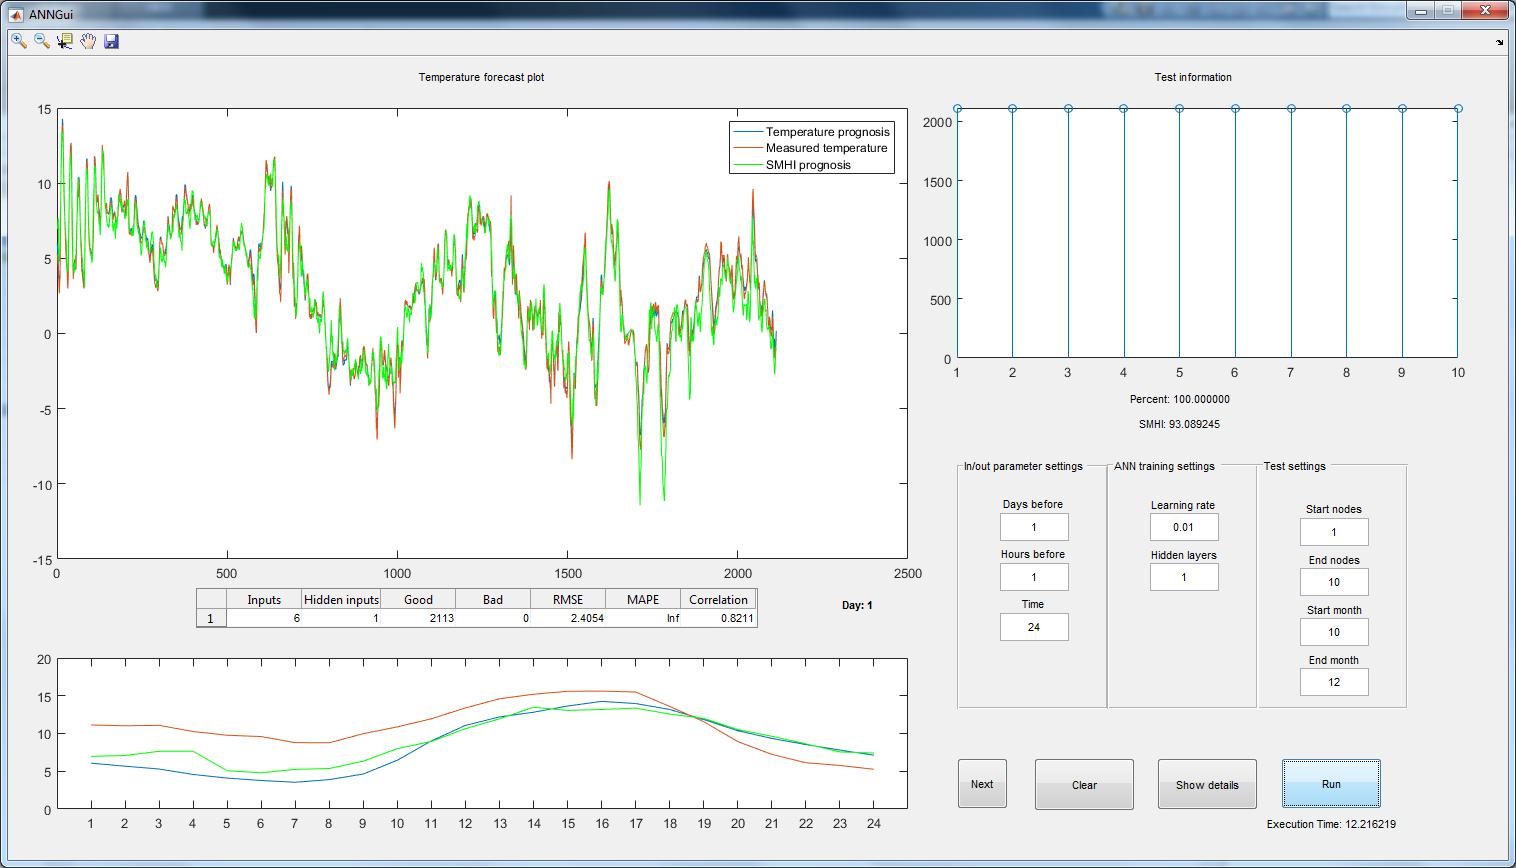 ANNGui
Temperature forecast plot
15
10
5
0
-5
-10
-15
0 500 1000 1500 2000 2500
Temperature prognosis
Measured temperature
SMHI prognosis
Inputs Hidden inputs Good Bad RMSE MAPE Correlation
1 6 1 2113 0 2.4054 Inf 0.8211
Day: 1
20
15
10
5
0
1 2 3 4 5 6 7 8 9 10 11 12 13 14 15 16 17 18 19 20 21 22 23 24
Test information
2000
1500
1000
500
0
1 2 3 4 5 6 7 8 9 10
Percent: 100.000000
SMHI: 93.089245
In/out parameter settings
Days before
1
Hours before
1
Time
24
ANN training settings
Learning rate
0.01
Hidden layers
1
Test settings
Start nodes
1
End nodes
10
Start month
10
End month
12
Next Clear Show details Run
Execution Time: 12.216219